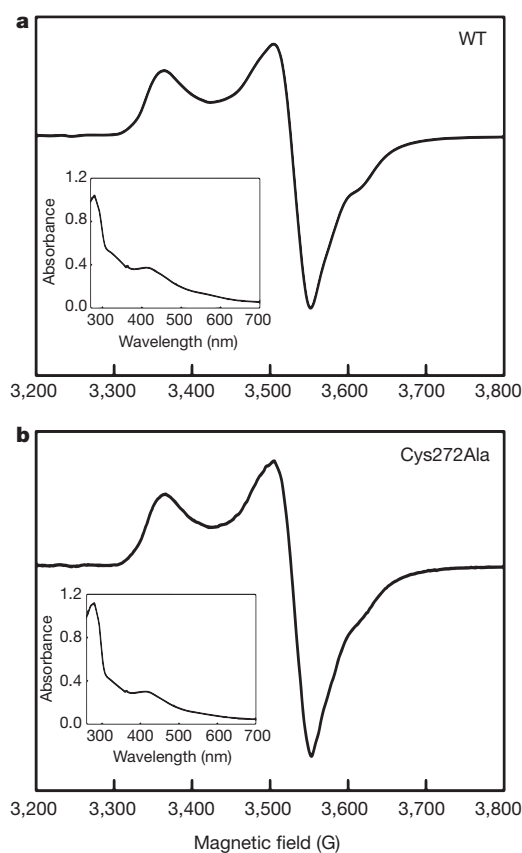 a
WT
1.2
0.8
0.4
0.0
Absorbance
300 400 500 600 700
Wavelength (nm)
3,200 3,300 3,400 3,500 3,600 3,700 3,800
b
Cys272Ala
1.2
0.8
0.4
0.0
Absorbance
300 400 500 600 700
Wavelength (nm)
3,200 3,300 3,400 3,500 3,600 3,700 3,800
Magnetic field (G)